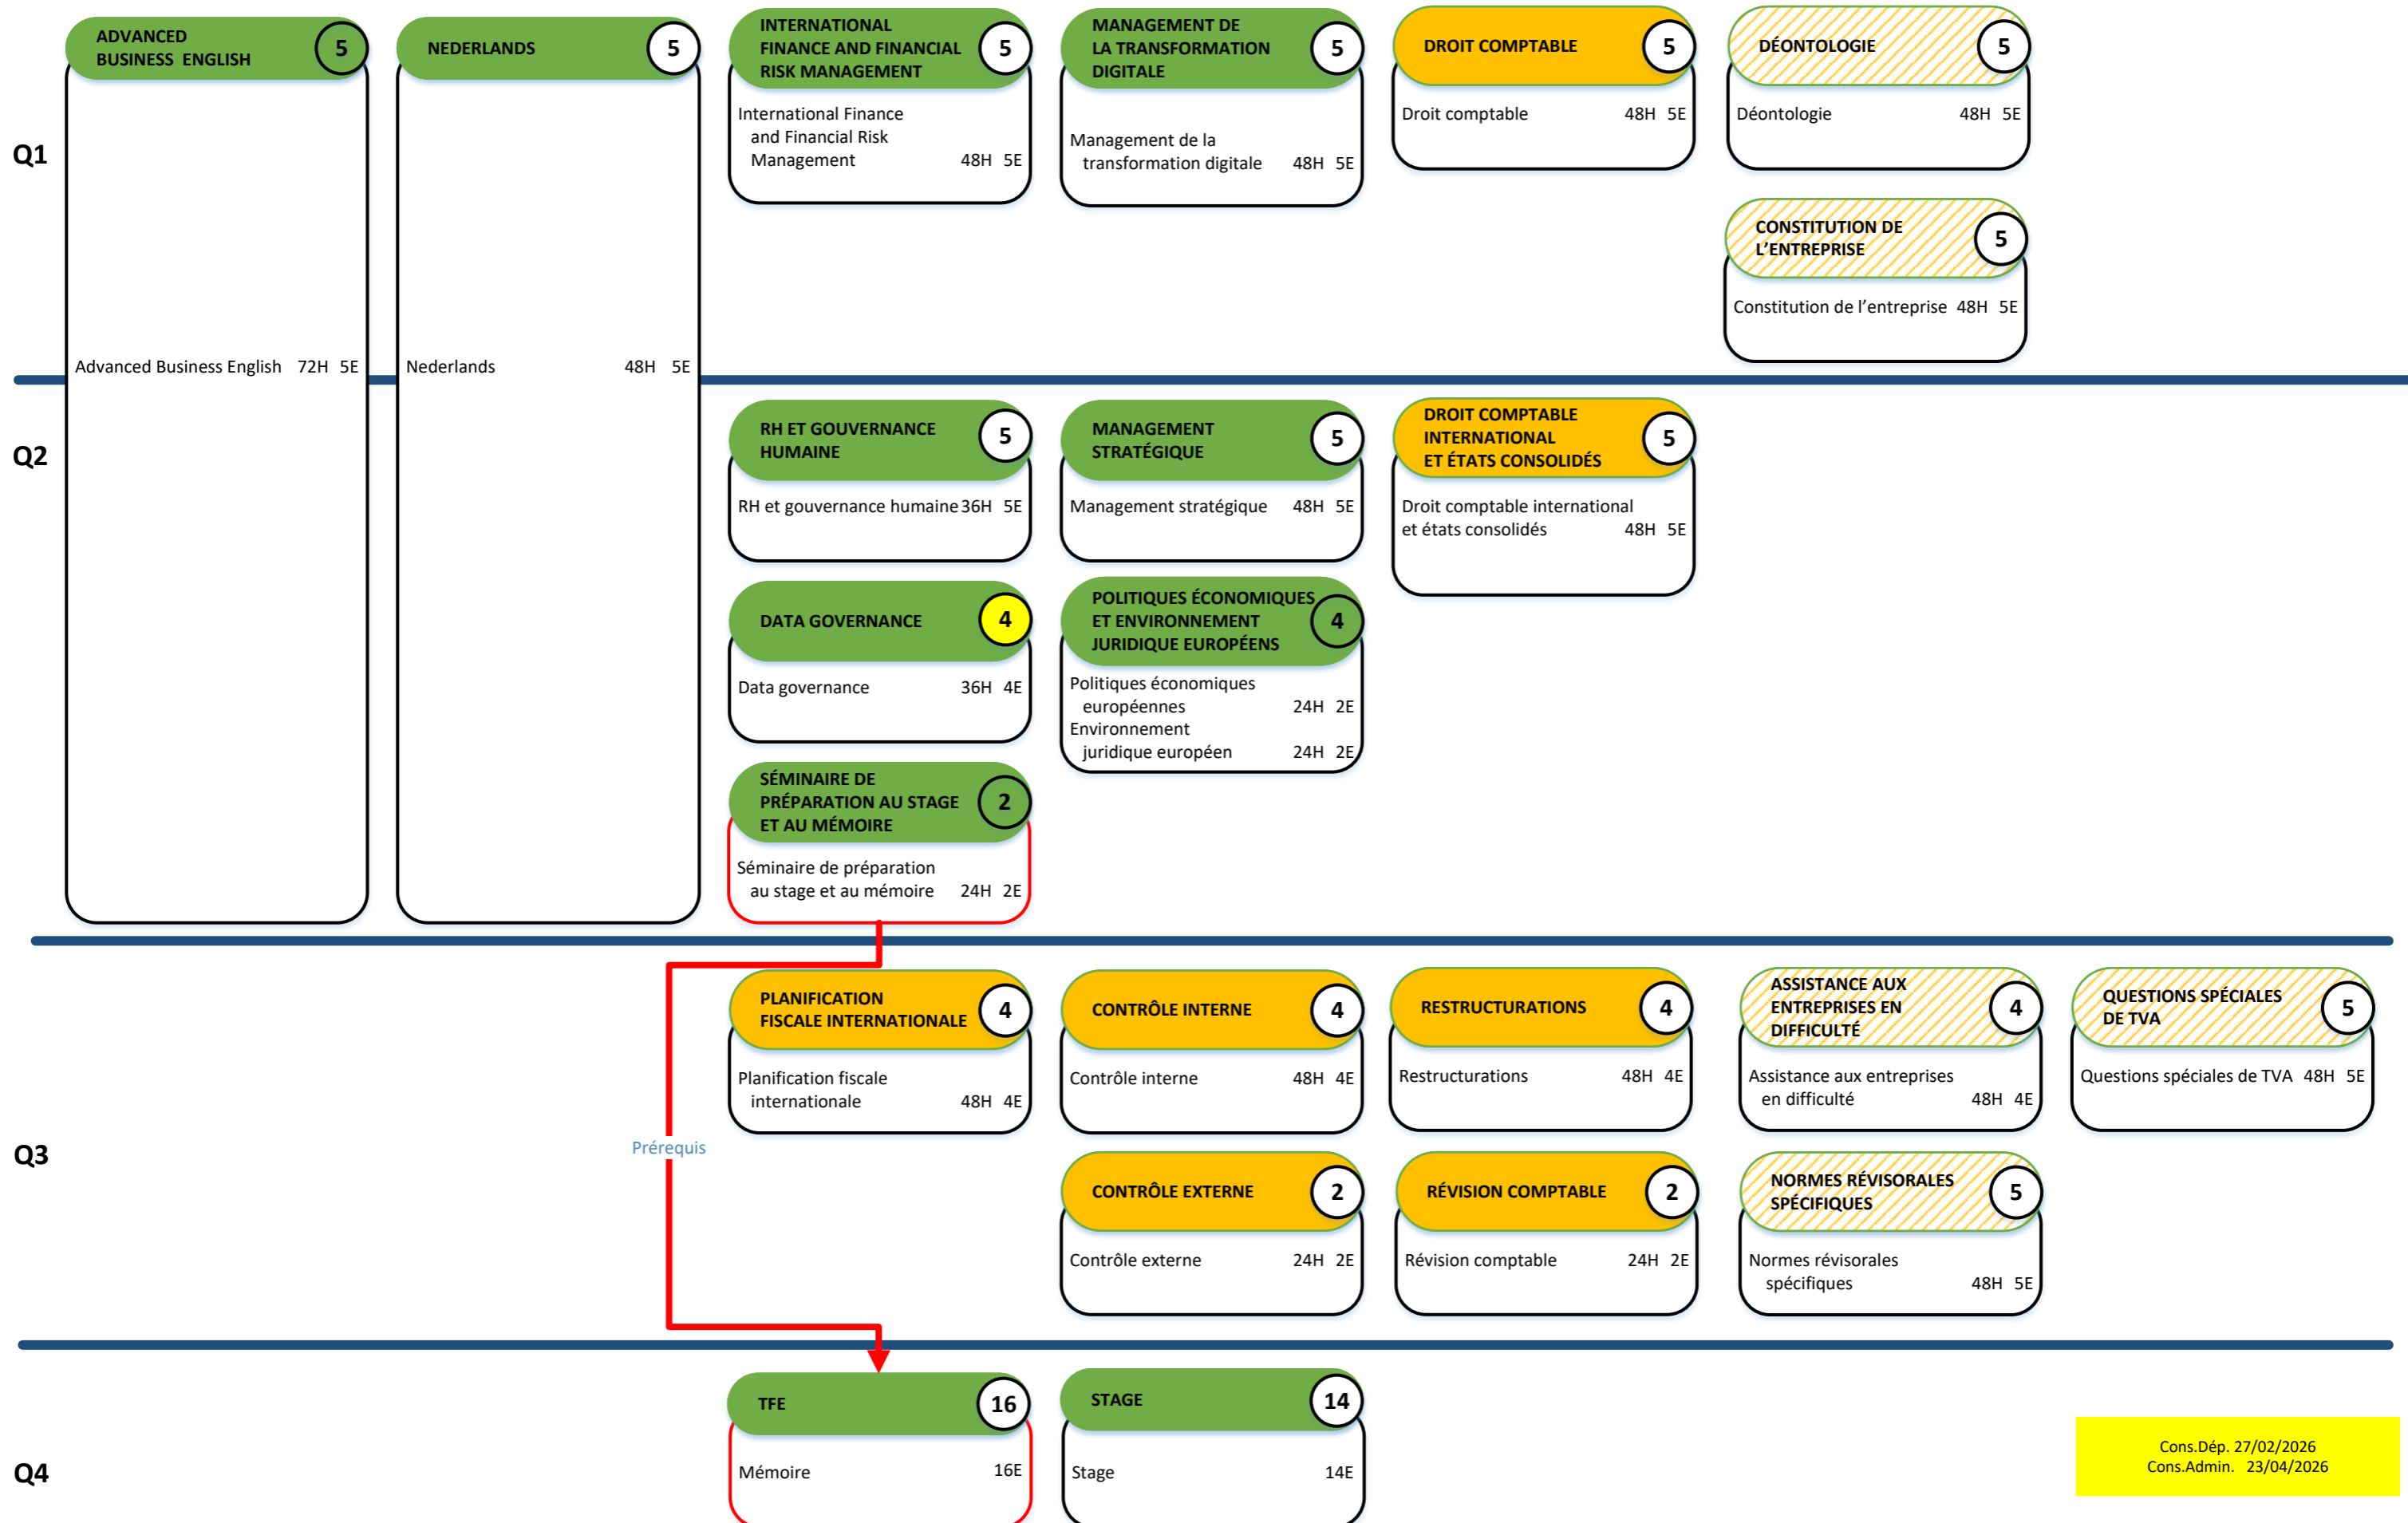 Q1
ADVANCED
BUSINESS ENGLISH
5
Advanced Business English 72H 5E
NEDERLANDS
5
Nederlands 48H 5E
INTERNATIONAL
FINANCE AND FINANCIAL
RISK MANAGEMENT
5
International Finance
and Financial Risk
Management 48H 5E
MANAGEMENT DE
LA TRANSFORMATION
DIGITALE
5
Management de la
transformation digitale 48H 5E
DROIT COMPTABLE
5
Droit comptable 48H 5E
DÉONTOLOGIE
5
Déontologie 48H 5E
CONSTITUTION DE
L’ENTREPRISE
5
Constitution de l’entreprise 48H 5E
Q2
RH ET GOUVERNANCE
HUMAINE
5
RH et gouvernance humaine 36H 5E
MANAGEMENT
STRATÉGIQUE
5
Management stratégique 48H 5E
DROIT COMPTABLE
INTERNATIONAL
ET ÉTATS CONSOLIDÉS
5
Droit comptable international
et états consolidés 48H 5E
DATA GOVERNANCE
4
Data governance 36H 4E
POLITIQUES ÉCONOMIQUES
ET ENVIRONNEMENT
JURIDIQUE EUROPÉENS
4
Politiques économiques
européennes 24H 2E
Environnement
juridique européen 24H 2E
SÉMINAIRE DE
PRÉPARATION AU STAGE
ET AU MÉMOIRE
2
Séminaire de préparation
au stage et au mémoire 24H 2E
Q3
Prérequis
PLANIFICATION
FISCALE INTERNATIONALE
4
Planification fiscale
internationale 48H 4E
CONTRÔLE INTERNE
4
Contrôle interne 48H 4E
RESTRUCTURATIONS
4
Restructurations 48H 4E
ASSISTANCE AUX
ENTREPRISES EN
DIFFICULTÉ
4
Assistance aux entreprises
en difficulté 48H 4E
QUESTIONS SPÉCIALES
DE TVA
5
Questions spéciales de TVA 48H 5E
CONTRÔLE EXTERNE
2
Contrôle externe 24H 2E
RÉVISION COMPTABLE
2
Révision comptable 24H 2E
NORMES RÉVISORALES
SPÉCIFIQUES
5
Normes révisorales
spécifiques 48H 5E
Q4
TFE
16
Mémoire 16E
STAGE
14
Stage 14E
Cons.Dép. 27/02/2026
Cons.Admin. 23/04/2026